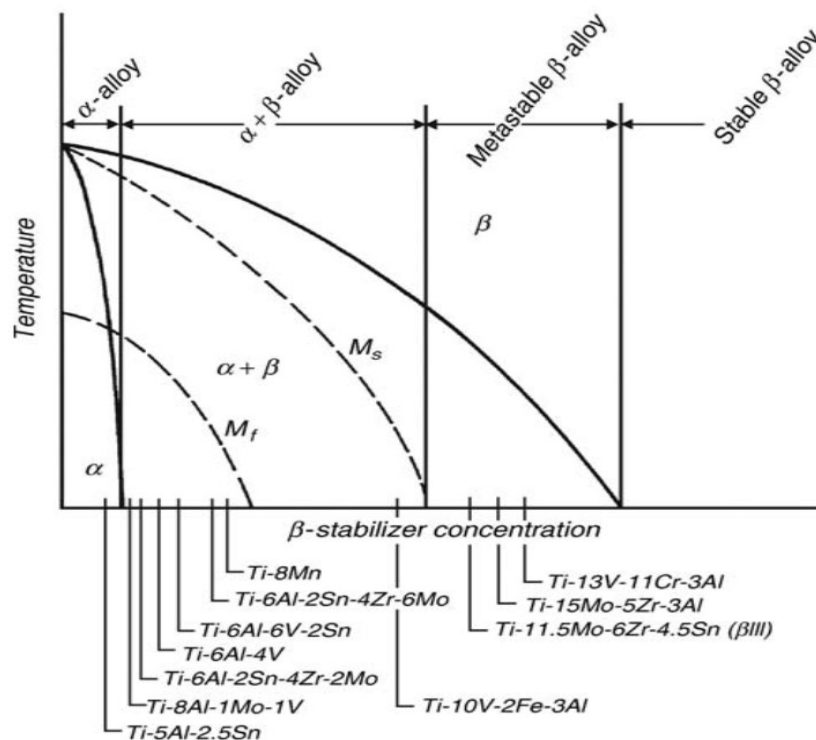 α-alloy
α + β-alloy
Metastable β-alloy
Stable β-alloy
Temperature
β
α + β
α
Ms
Mf
β-stabilizer concentration
Ti-8Mn
Ti-6Al-2Sn-4Zr-6Mo
Ti-6Al-6V-2Sn
Ti-6Al-4V
Ti-6Al-2Sn-4Zr-2Mo
Ti-8Al-1Mo-1V
Ti-5Al-2.5Sn
Ti-13V-11Cr-3Al
Ti-15Mo-5Zr-3Al
Ti-11.5Mo-6Zr-4.5Sn (βIII)
Ti-10V-2Fe-3Al